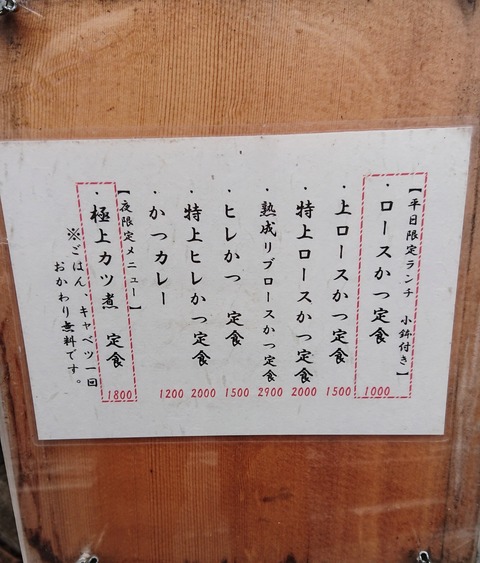 【平日限定ランチ 小鉢付き】
・ロースかつ定食 1000
・上ロースかつ定食 1500
・特上ロースかつ定食 2000
・熟成リブロースかつ定食 2900
・ヒレかつ 定食 1500
・特上ヒレかつ定食 2000
・かつカレー 1200
【夜限定メニュー】
・極上カツ煮 定食 1800
※ごはん、キャベツ一回
おかわり無料です。